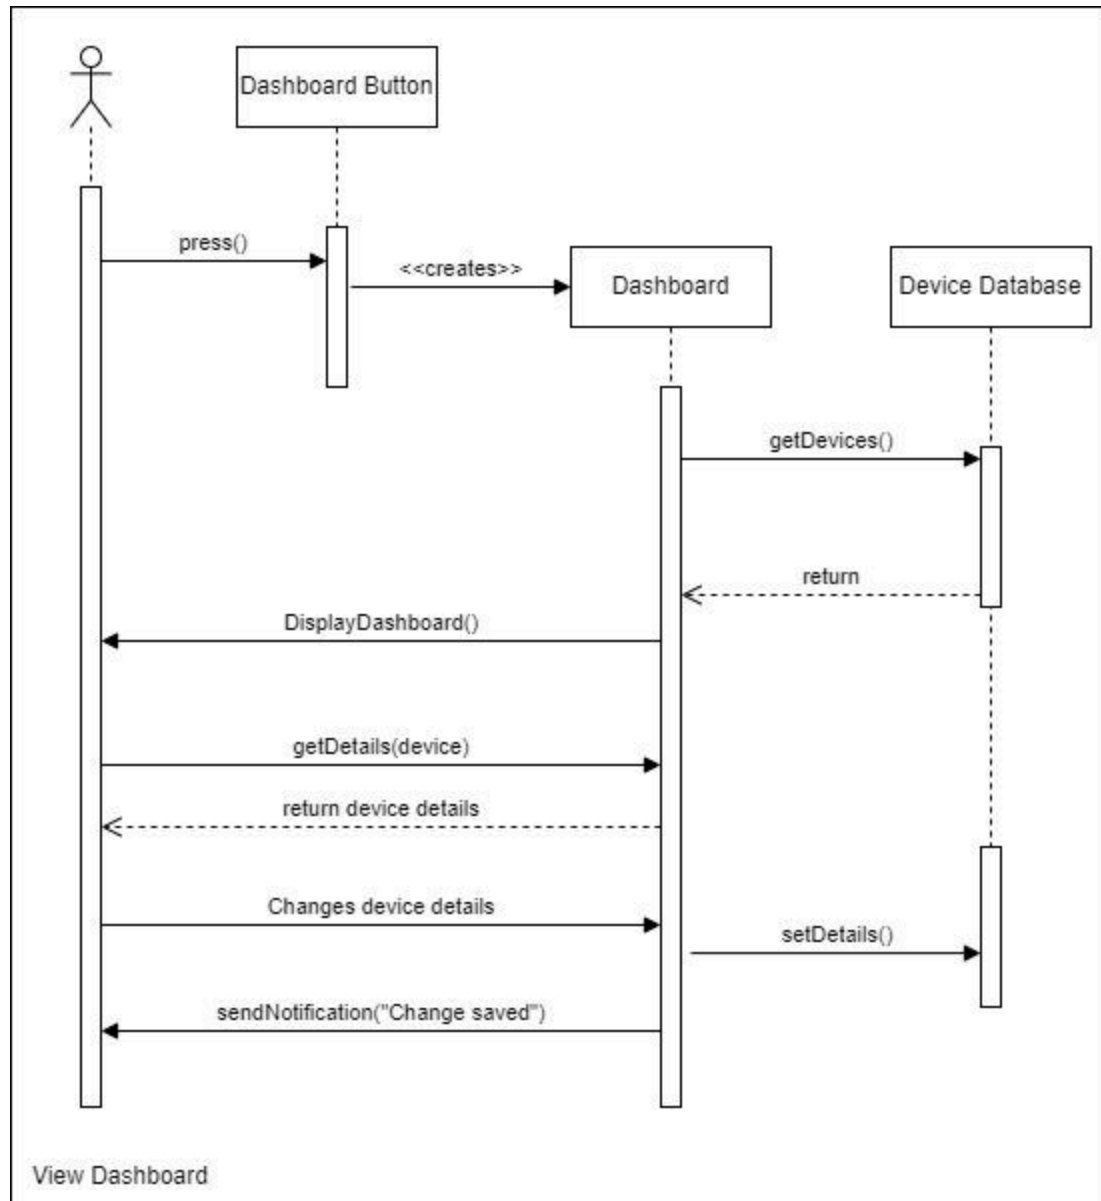 Dashboard Button
press()
<<creates>>
Dashboard
Device Database
getDevices()
return
DisplayDashboard()
getDetails(device)
return device details
Changes device details
setDetails()
sendNotification("Change saved")
View Dashboard